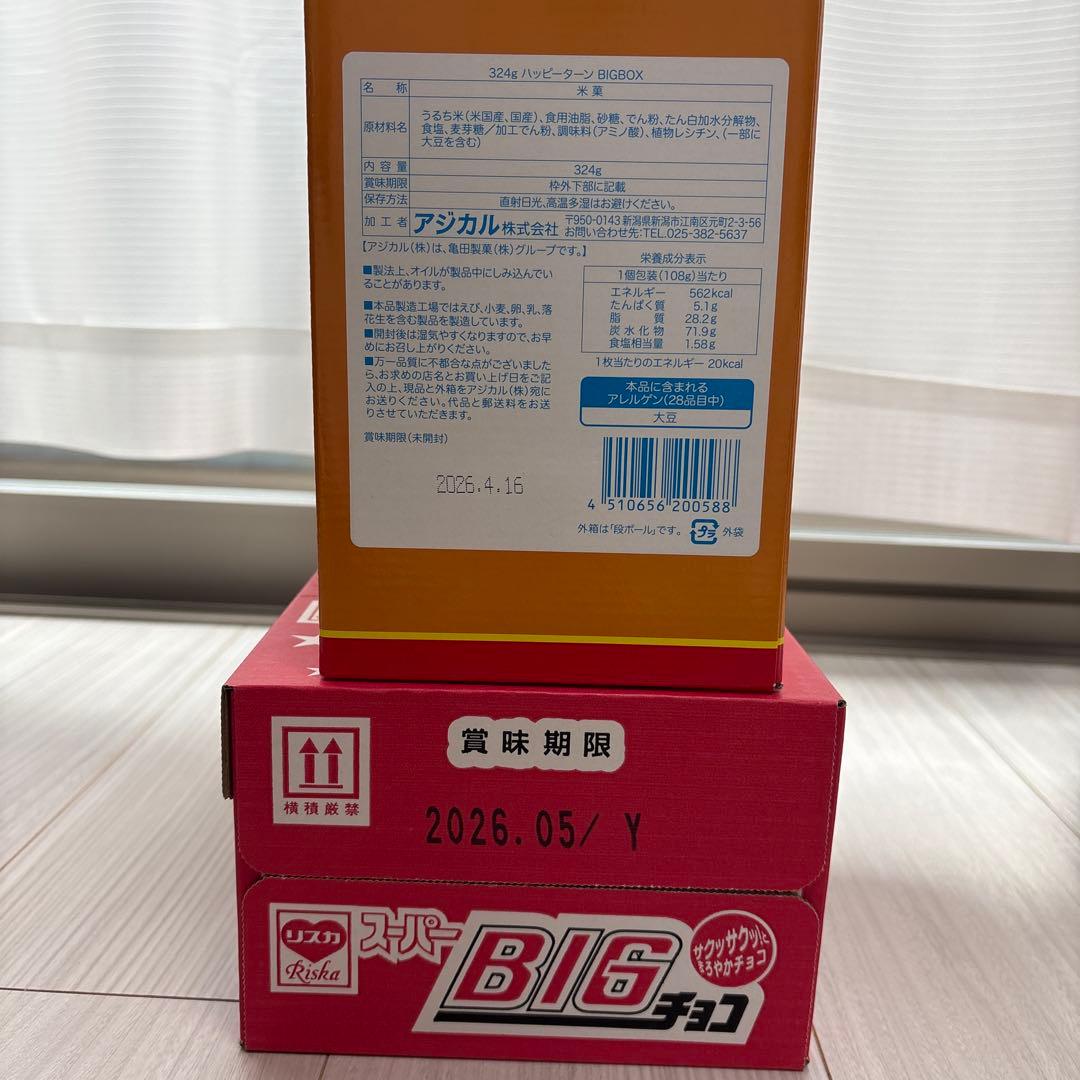 324g ハッピーターン BIGBOX
名称 米菓
原材料名 うるち米(米国産、国産)、食用油脂、砂糖、でん粉、たん白加水分解物、
食塩、麦芽糖／加工でん粉、調味料(アミノ酸)、植物レシチン、(一部に
大豆を含む)
内容量 324g
賞味期限 枠外下部に記載
保存方法 直射日光、高温多湿はお避けください。
加工者 アジカル株式会社 〒950-0143 新潟県新潟市江南区元町2-3-56
お問い合わせ先:TEL.025-382-5637
【アジカル(株)は、亀田製菓(株)グループです。】
■製法上、オイルが製品中にしみ込んでい
ることがあります。
■本品製造工場ではえび、小麦、卵、乳、落
花生を含む製品を製造しています。
■開封後は湿気やすくなりますので、お早
めにお召し上がりください。
■万一品質に不都合な点がございました
ら、お求めの店名とお買い上げ日をご記
入の上、現品と外箱をアジカル(株)宛に
お送りください。代品と郵送料をお送
りさせていただきます。
賞味期限(未開封)
2026.4.16
栄養成分表示
1個包装(108g)当たり
エネルギー 562kcal
たんぱく質 5.1g
脂質 28.2g
炭水化物 71.9g
食塩相当量 1.58g
1枚当たりのエネルギー 20kcal
本品に含まれる
アレルゲン(28品目中)
大豆
4 510656 200588
外箱は「段ボール」です。 プラ 外袋
賞味期限
横積厳禁
2026.05/ Y
リスカ
Riska
スーパー
BIG
チョコ
サクッサクッ!と
まろやかチョコ